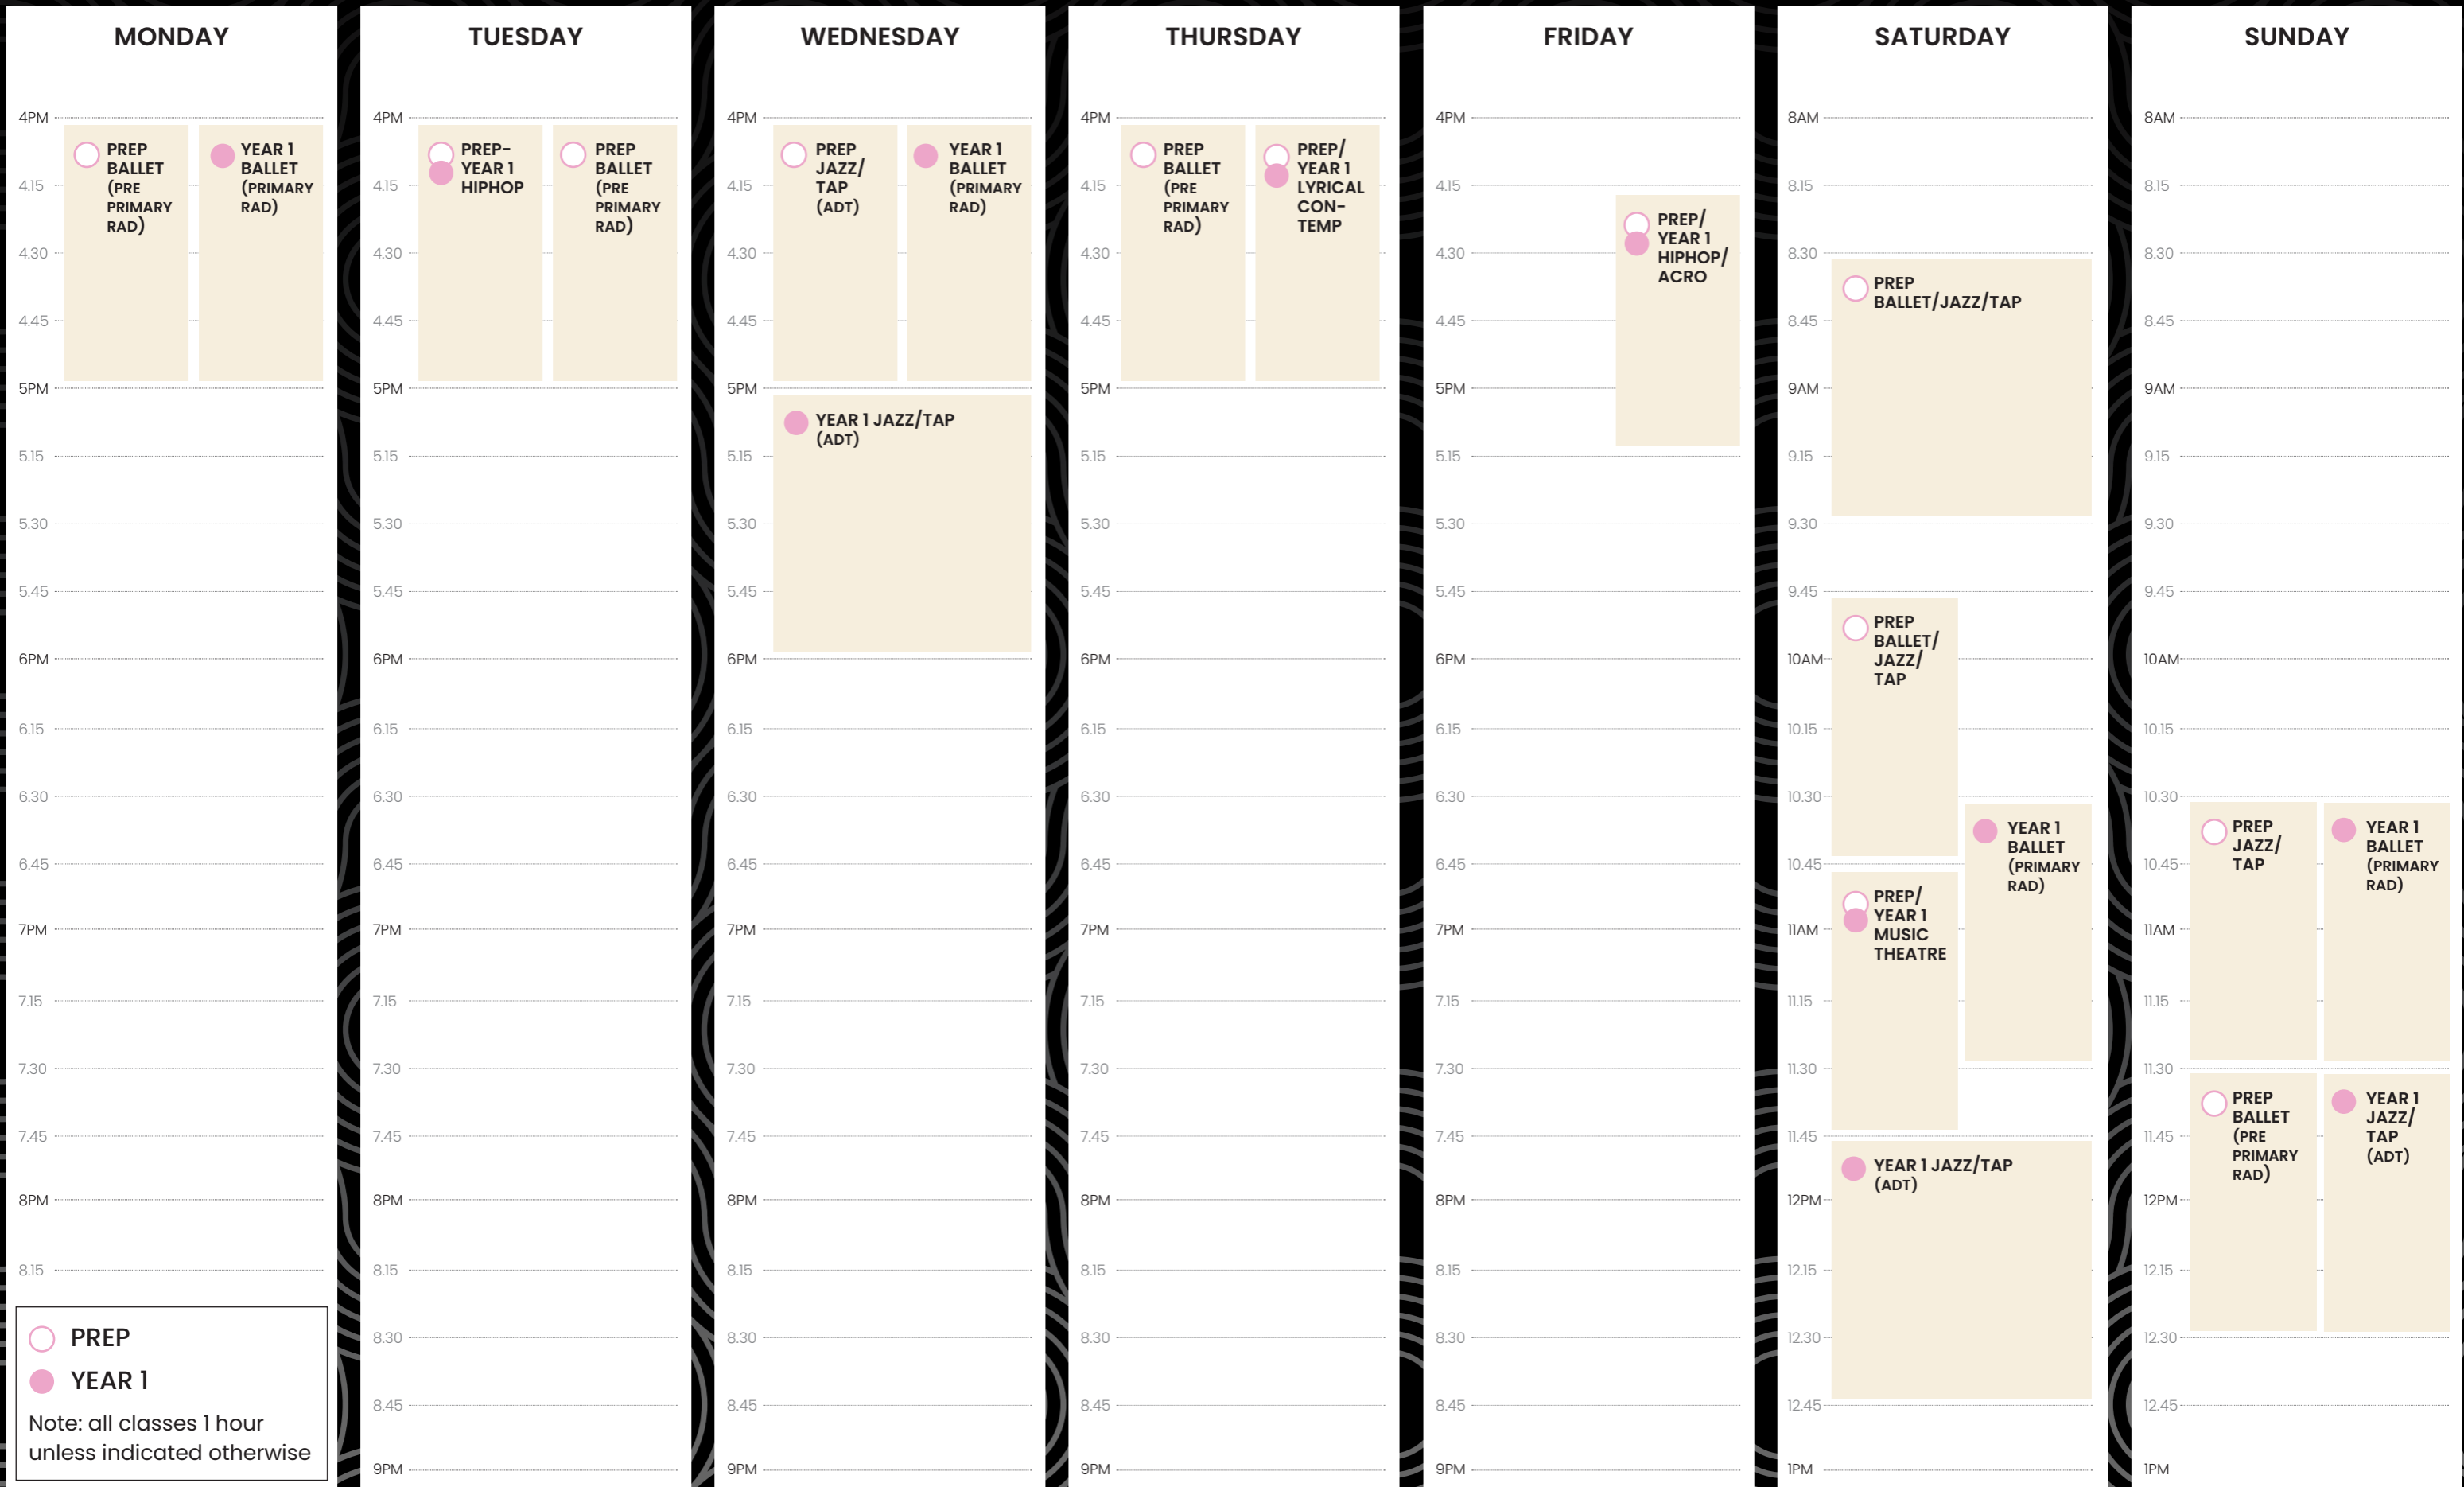 MONDAY
4PM
PREP
BALLET
(PRE
PRIMARY
RAD)
YEAR 1
BALLET
(PRIMARY
RAD)
4.15
4.30
4.45
5PM
5.15
5.30
5.45
6PM
6.15
6.30
6.45
7PM
7.15
7.30
7.45
8PM
8.15
PREP
YEAR 1
Note: all classes 1 hour
unless indicated otherwise
TUESDAY
4PM
PREP-
YEAR 1
HIPHOP
PREP
BALLET
(PRE
PRIMARY
RAD)
4.15
4.30
4.45
5PM
5.15
5.30
5.45
6PM
6.15
6.30
6.45
7PM
7.15
7.30
7.45
8PM
8.15
8.30
8.45
9PM
WEDNESDAY
4PM
PREP
JAZZ/
TAP
(ADT)
YEAR 1
BALLET
(PRIMARY
RAD)
4.15
4.30
4.45
5PM
YEAR 1 JAZZ/TAP
(ADT)
5.15
5.30
5.45
6PM
6.15
6.30
6.45
7PM
7.15
7.30
7.45
8PM
8.15
8.30
8.45
9PM
THURSDAY
4PM
PREP
BALLET
(PRE
PRIMARY
RAD)
PREP/
YEAR 1
LYRICAL
CON-
TEMP
4.15
4.30
4.45
5PM
5.15
5.30
5.45
6PM
6.15
6.30
6.45
7PM
7.15
7.30
7.45
8PM
8.15
8.30
8.45
9PM
FRIDAY
4PM
4.15
PREP/
YEAR 1
HIPHOP/
ACRO
4.30
4.45
5PM
5.15
5.30
5.45
6PM
6.15
6.30
6.45
7PM
7.15
7.30
7.45
8PM
8.15
8.30
8.45
9PM
SATURDAY
8AM
8.15
8.30
PREP
BALLET/JAZZ/TAP
8.45
9AM
9.15
9.30
9.45
PREP
BALLET/
JAZZ/
TAP
10AM
10.15
10.30
YEAR 1
BALLET
(PRIMARY
RAD)
10.45
PREP/
YEAR 1
MUSIC
THEATRE
11AM
11.15
11.30
11.45
YEAR 1 JAZZ/TAP
(ADT)
12PM
12.15
12.30
12.45
1PM
SUNDAY
8AM
8.15
8.30
8.45
9AM
9.15
9.30
9.45
10AM
10.15
10.30
PREP
JAZZ/
TAP
YEAR 1
BALLET
(PRIMARY
RAD)
10.45
11AM
11.15
11.30
PREP
BALLET
(PRE
PRIMARY
RAD)
YEAR 1
JAZZ/
TAP
(ADT)
11.45
12PM
12.15
12.30
12.45
1PM